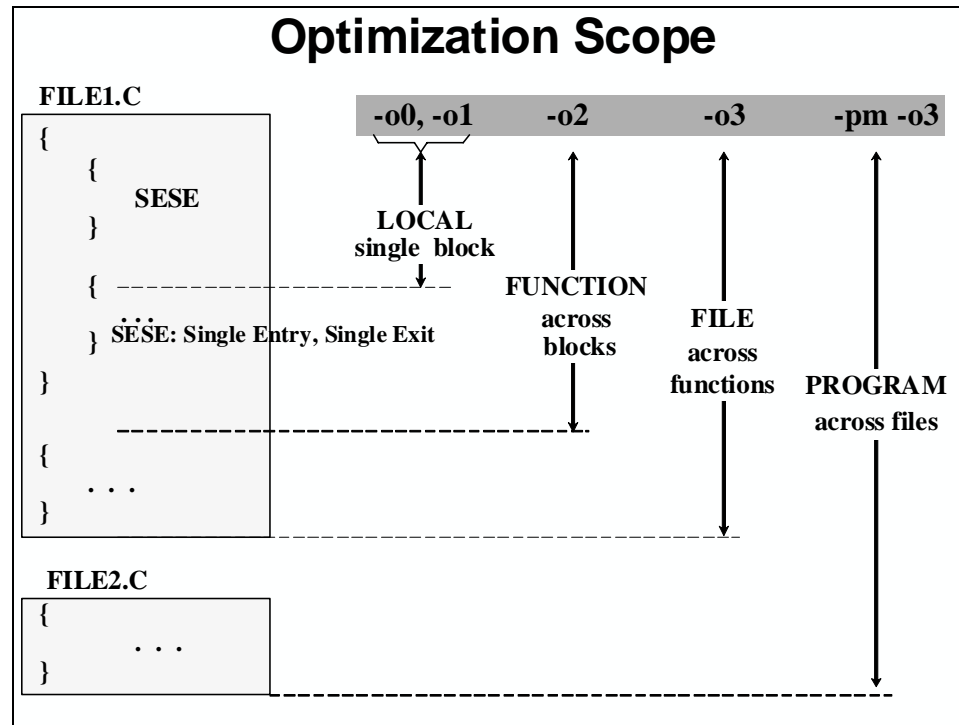 Optimization Scope
FILE1.C
-o0, -o1 -o2 -o3 -pm -o3
{
{
SESE
}
{
. . .
} SESE: Single Entry, Single Exit
}
{
. . .
}
LOCAL
single block
FUNCTION
across
blocks
FILE
across
functions
PROGRAM
across files
FILE2.C
{
. . .
}